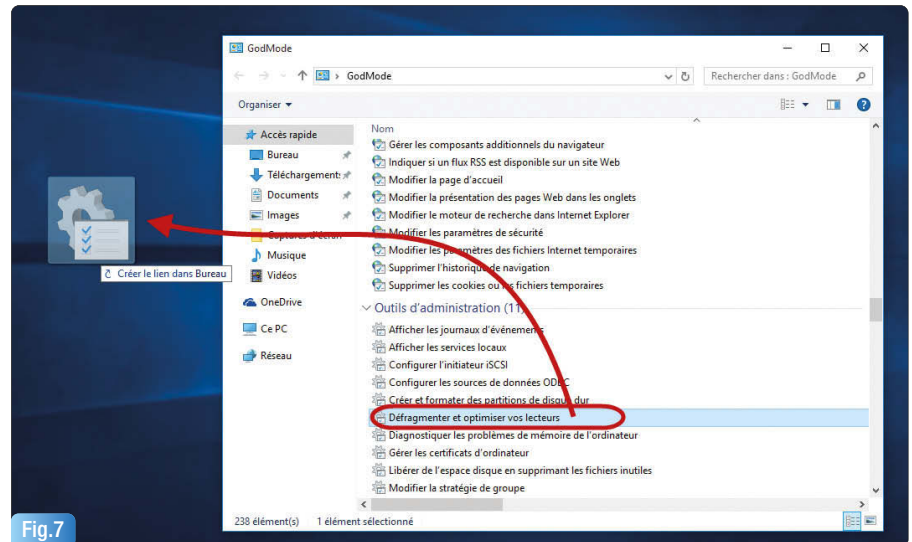 GodMode
GodMode
Rechercher dans : GodMode
Organiser
Accès rapide
Bureau
Téléchargements
Documents
Images
Captures d'écran
Musique
Vidéos
OneDrive
Ce PC
Réseau
Nom
Gérer les composants additionnels du navigateur
Indiquer si un flux RSS est disponible sur un site Web
Modifier la page d'accueil
Modifier la présentation des pages Web dans les onglets
Modifier le moteur de recherche dans Internet Explorer
Modifier les paramètres de sécurité
Modifier les paramètres des fichiers Internet temporaires
Supprimer l'historique de navigation
Supprimer les cookies ou les fichiers temporaires
Outils d'administration (11)
Afficher les journaux d'événements
Afficher les services locaux
Configurer l'initiateur iSCSI
Configurer les sources de données ODBC
Créer et formater des partitions de disque dur
Défragmenter et optimiser vos lecteurs
Diagnostiquer les problèmes de mémoire de l'ordinateur
Gérer les certificats d'ordinateur
Libérer de l'espace disque en supprimant les fichiers inutiles
Modifier la stratégie de groupe
Créer le lien dans Bureau
238 élément(s) 1 élément sélectionné
Fig.7